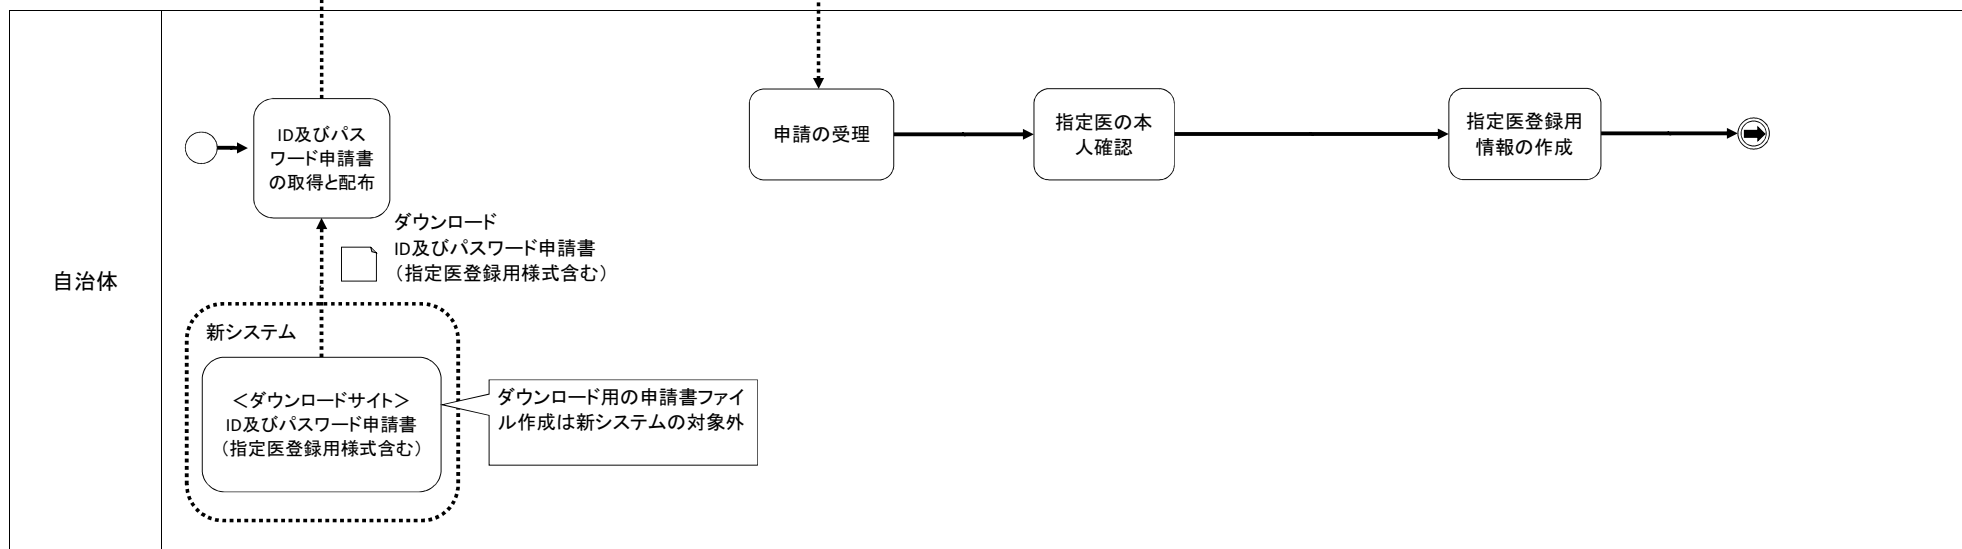 自治体
ID及びパス
ワード申請書
の取得と配布
申請の受理
指定医の本
人確認
指定医登録用
情報の作成
ダウンロード
ID及びパスワード申請書
（指定医登録用様式含む）
新システム
＜ダウンロードサイト＞
ID及びパスワード申請書
（指定医登録用様式含む）
ダウンロード用の申請書ファイ
ル作成は新システムの対象外